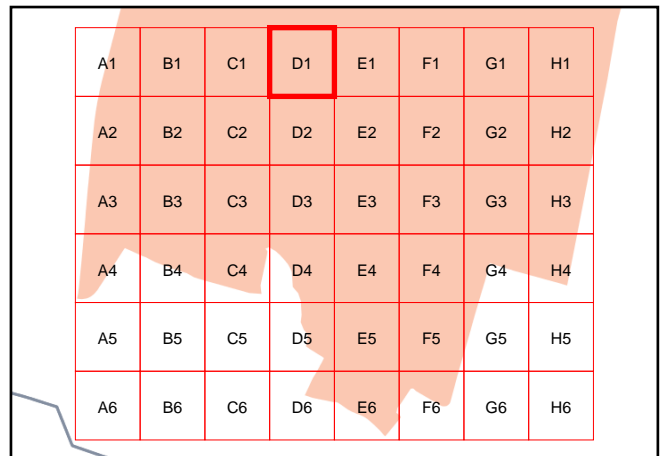 A1 B1 C1 D1 E1 F1 G1 H1
A2 B2 C2 D2 E2 F2 G2 H2
A3 B3 C3 D3 E3 F3 G3 H3
A4 B4 C4 D4 E4 F4 G4 H4
A5 B5 C5 D5 E5 F5 G5 H5
A6 B6 C6 D6 E6 F6 G6 H6